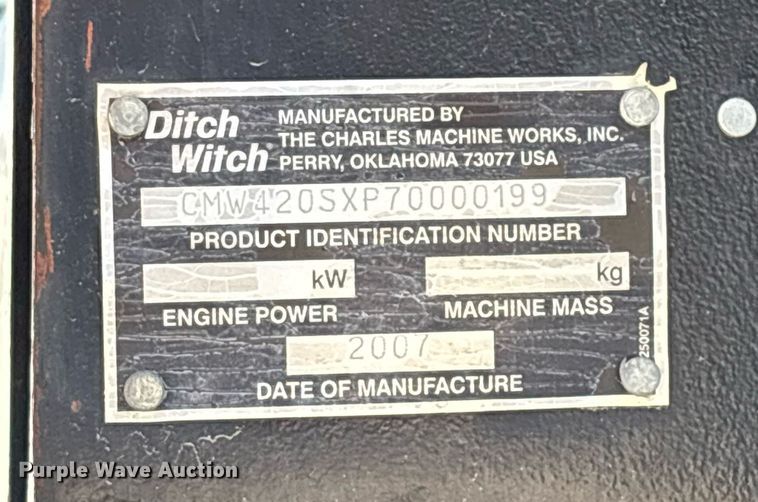 Ditch Witch®
MANUFACTURED BY
THE CHARLES MACHINE WORKS, INC.
PERRY, OKLAHOMA 73077 USA
CMW420SXP70000199
PRODUCT IDENTIFICATION NUMBER
kW
kg
ENGINE POWER
MACHINE MASS
2007
DATE OF MANUFACTURE
250071A
Purple Wave Auction